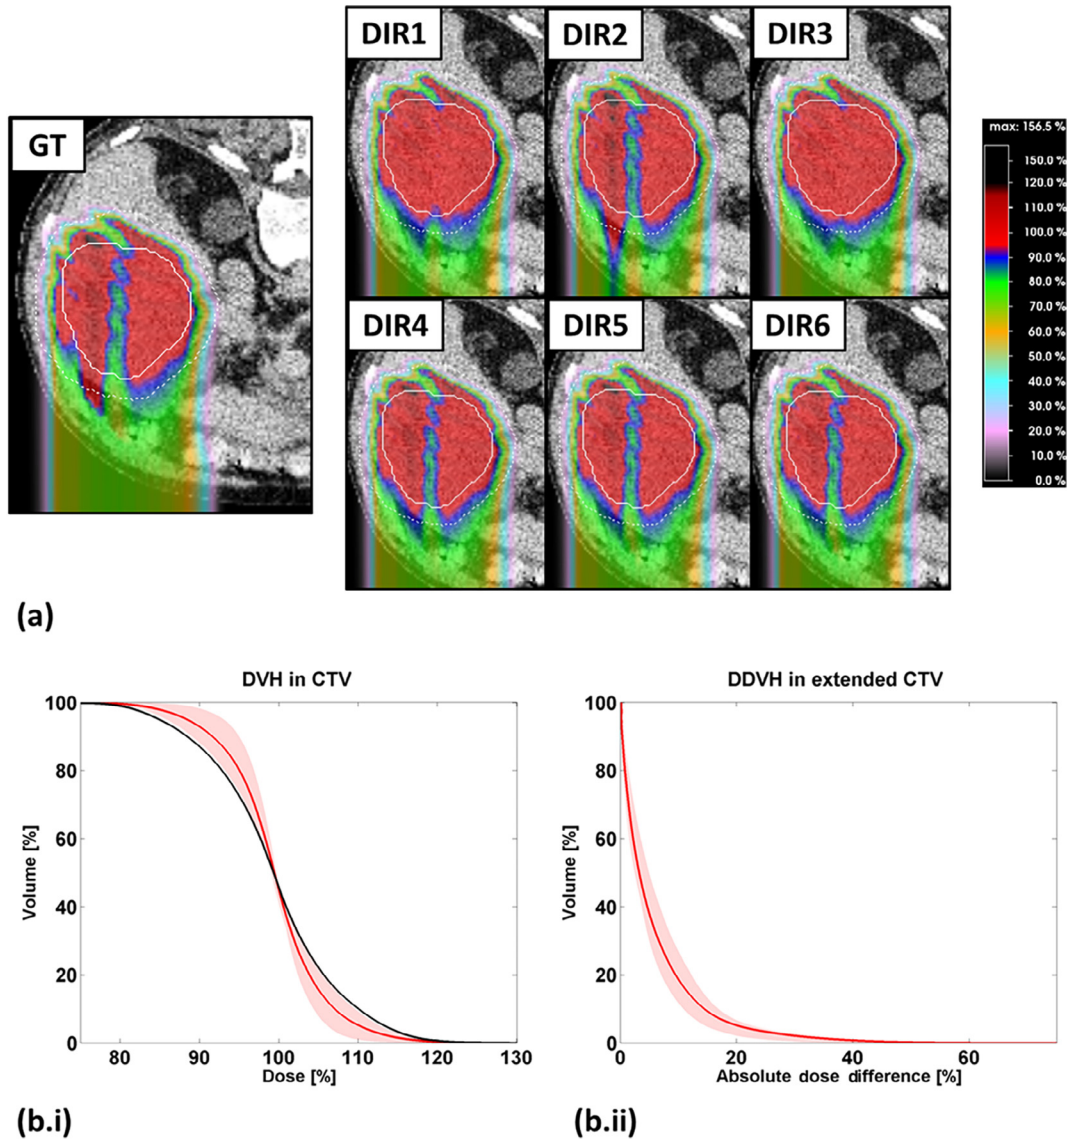 DIR1 DIR2 DIR3
GT
max: 156.5 %
150.0 %
120.0 %
110.0 %
100.0 %
90.0 %
80.0 %
70.0 %
60.0 %
50.0 %
40.0 %
30.0 %
20.0 %
10.0 %
0.0 %
DIR4 DIR5 DIR6
(a)
DVH in CTV
100
80
60
40
20
0
Volume [%]
80 90 100 110 120 130
Dose [%]
(b.i)
DDVH in extended CTV
100
80
60
40
20
0
Volume [%]
0 20 40 60
Absolute dose difference [%]
(b.ii)